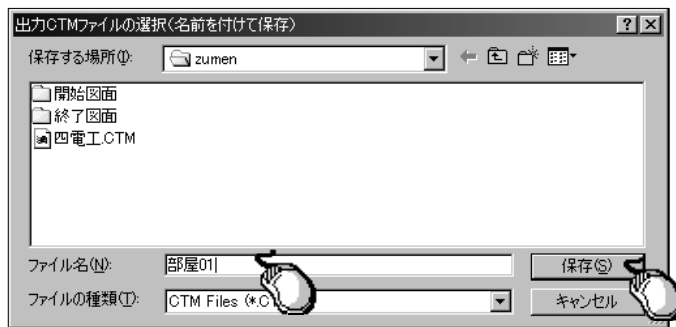 出力CTMファイルの選択(名前を付けて保存)
保存する場所(I): zumen
開始図面
終了図面
四電工.CTM
ファイル名(N): 部屋01 保存(S)
ファイルの種類(T): CTM Files (*.C キャンセル